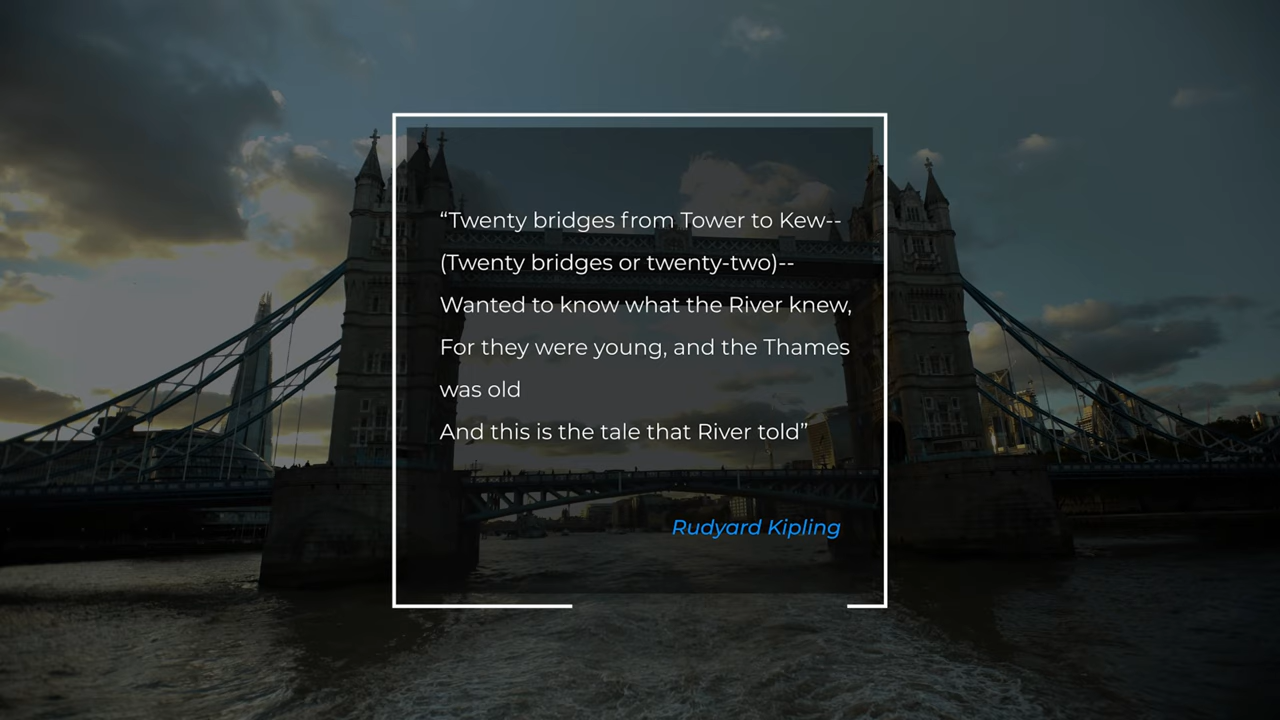 “Twenty bridges from Tower to Kew--
(Twenty bridges or twenty-two)--
Wanted to know what the River knew,
For they were young, and the Thames
was old
And this is the tale that River told”
Rudyard Kipling